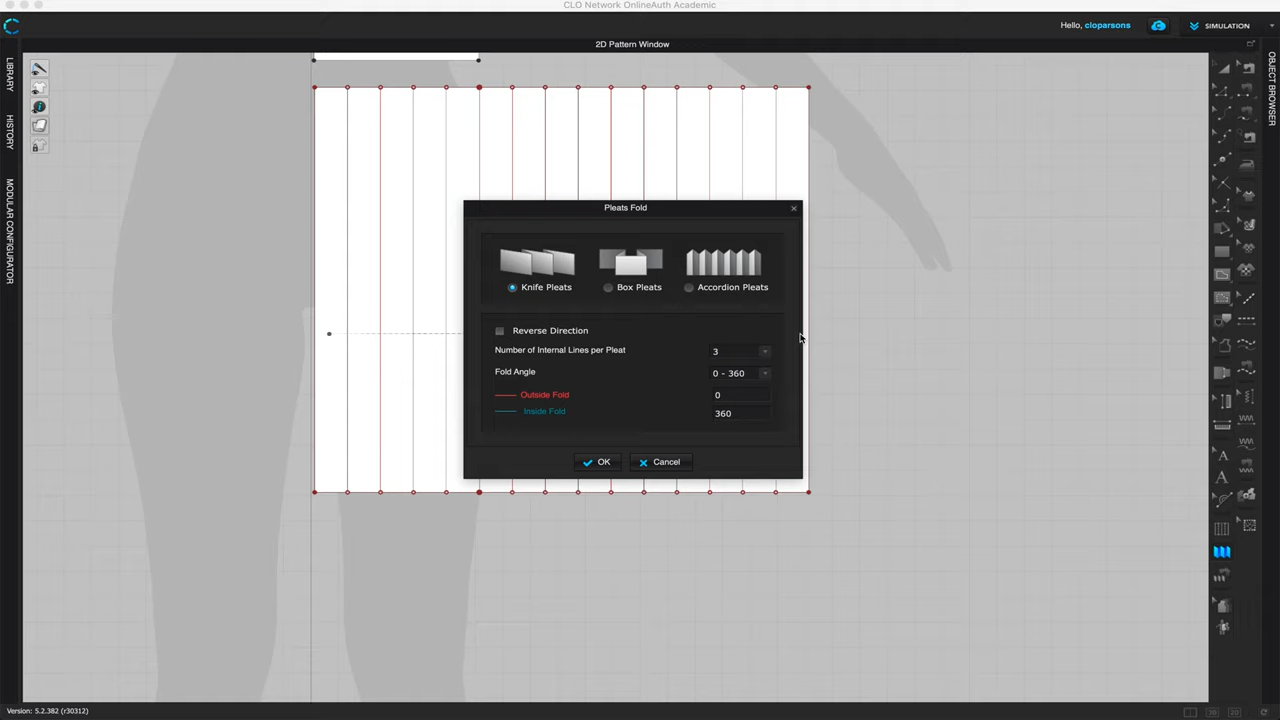 CLO Network OnlineAuth Academic
Hello, cloparsons
SIMULATION
2D Pattern Window
LIBRARY
HISTORY
MODULAR CONFIGURATOR
OBJECT BROWSER
Pleats Fold
Knife Pleats
Box Pleats
Accordion Pleats
Reverse Direction
Number of Internal Lines per Pleat
3
Fold Angle
0 - 360
Outside Fold
0
Inside Fold
360
OK
Cancel
Version: 5.2.382 (r30312)
3D
2D